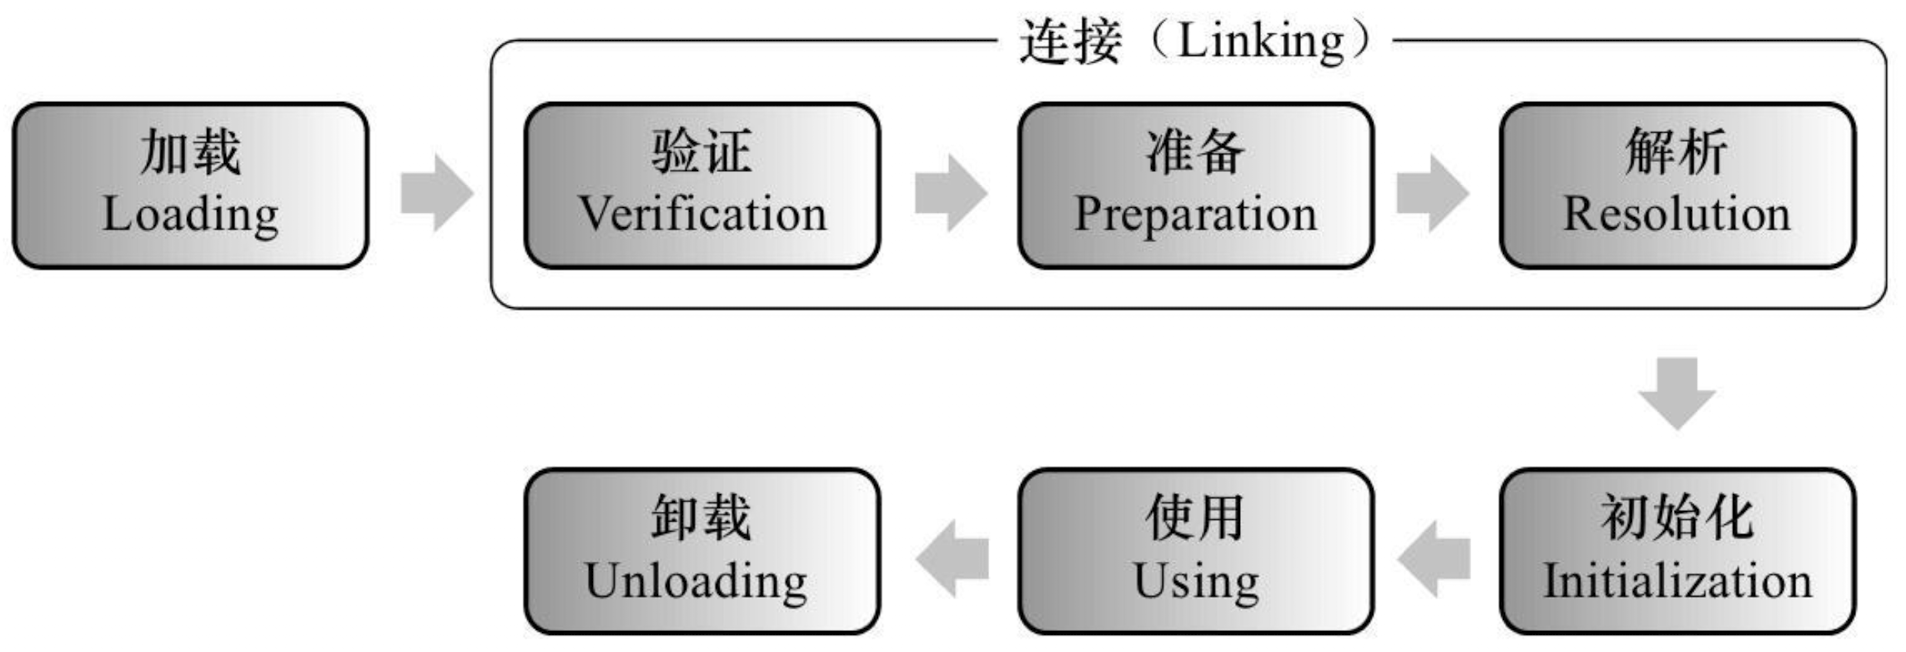 连接（Linking）
加载
Loading
验证
Verification
准备
Preparation
解析
Resolution
初始化
Initialization
使用
Using
卸载
Unloading